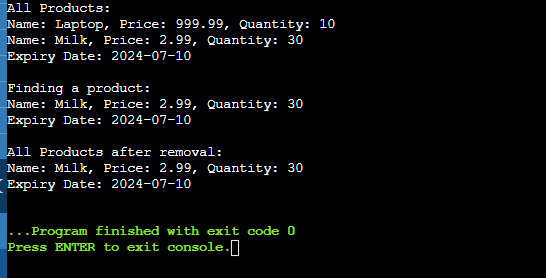 All Products:
Name: Laptop, Price: 999.99, Quantity: 10
Name: Milk, Price: 2.99, Quantity: 30
Expiry Date: 2024-07-10

Finding a product:
Name: Milk, Price: 2.99, Quantity: 30
Expiry Date: 2024-07-10

All Products after removal:
Name: Milk, Price: 2.99, Quantity: 30
Expiry Date: 2024-07-10

...Program finished with exit code 0
Press ENTER to exit console.